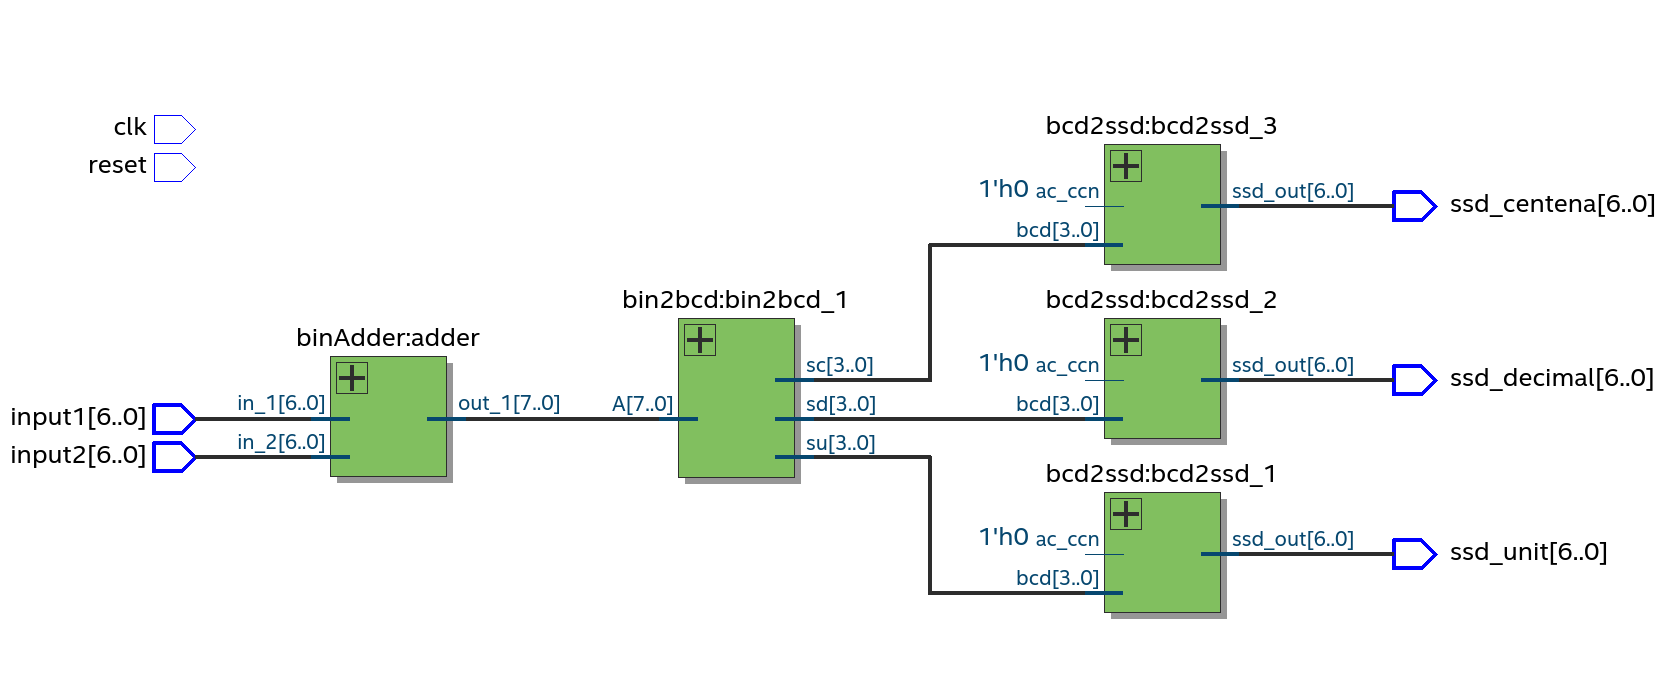 clk
reset
bcd2ssd:bcd2ssd_3
1'h0 ac_ccn
ssd_out[6..0]
ssd_centena[6..0]
bcd[3..0]
bin2bcd:bin2bcd_1
bcd2ssd:bcd2ssd_2
binAdder:adder
sc[3..0]
1'h0 ac_ccn
ssd_out[6..0]
ssd_decimal[6..0]
input1[6..0]
in_1[6..0]
out_1[7..0]
A[7..0]
sd[3..0]
bcd[3..0]
input2[6..0]
in_2[6..0]
su[3..0]
bcd2ssd:bcd2ssd_1
1'h0 ac_ccn
ssd_out[6..0]
ssd_unit[6..0]
bcd[3..0]